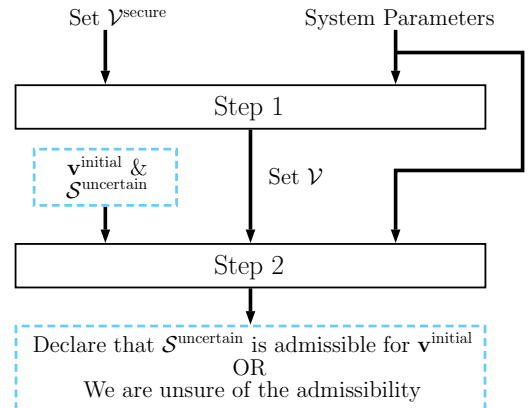 Set 𝒱^secure
System Parameters
Step 1
𝐯^initial &
𝒮^uncertain
Set 𝒱
Step 2
Declare that 𝒮^uncertain is admissible for 𝐯^initial
OR
We are unsure of the admissibility